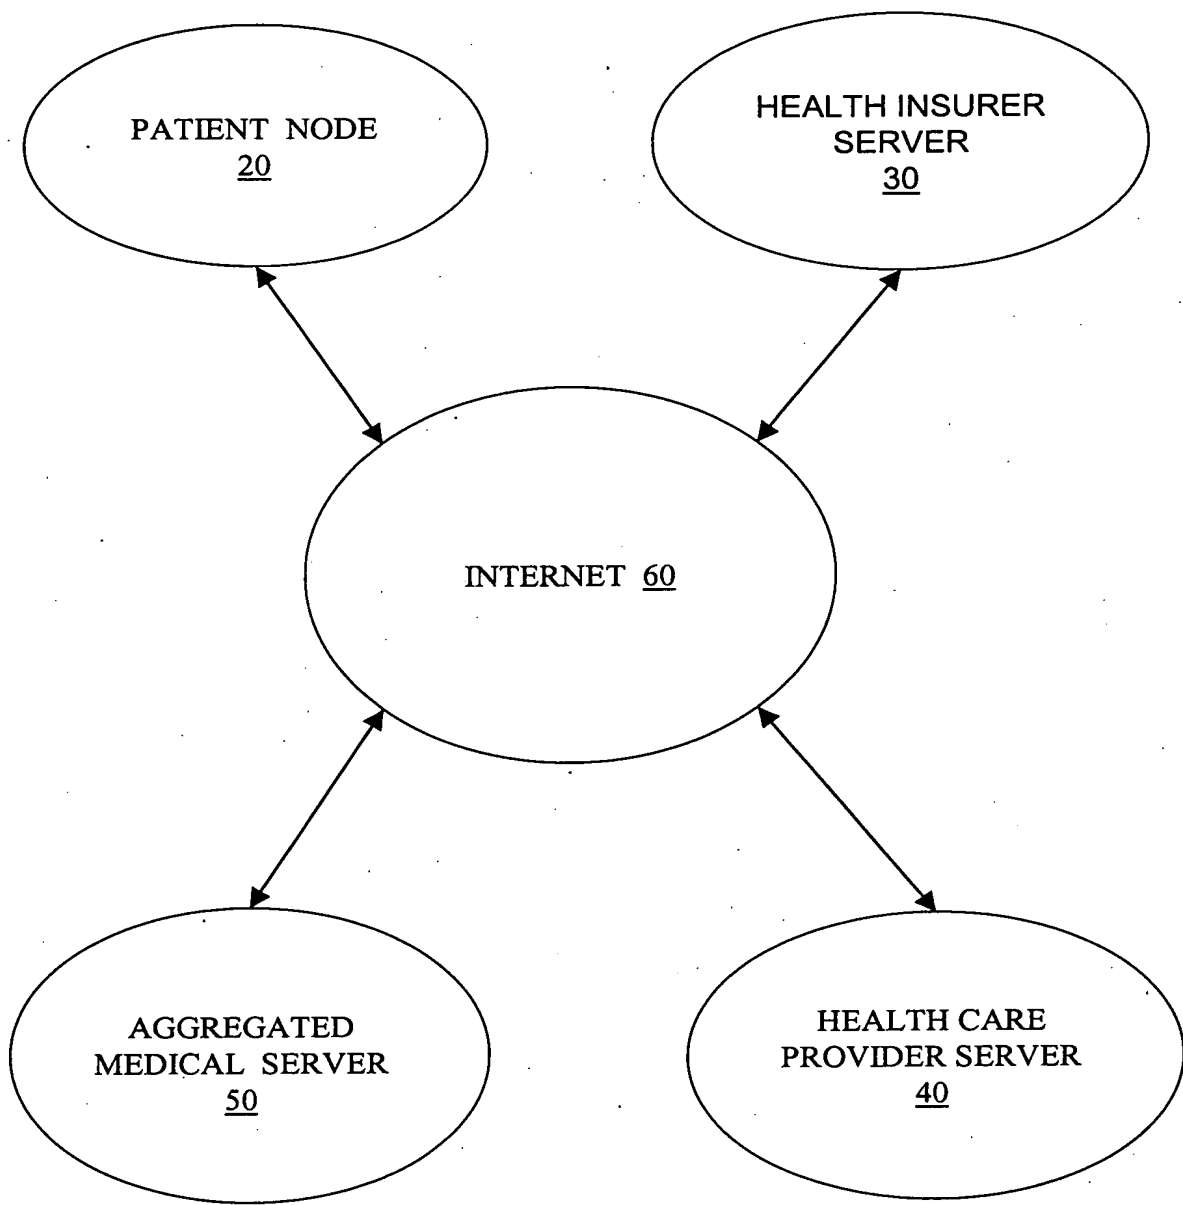 PATIENT NODE
20
HEALTH INSURER
SERVER
30
INTERNET 60
AGGREGATED
MEDICAL SERVER
50
HEALTH CARE
PROVIDER SERVER
40